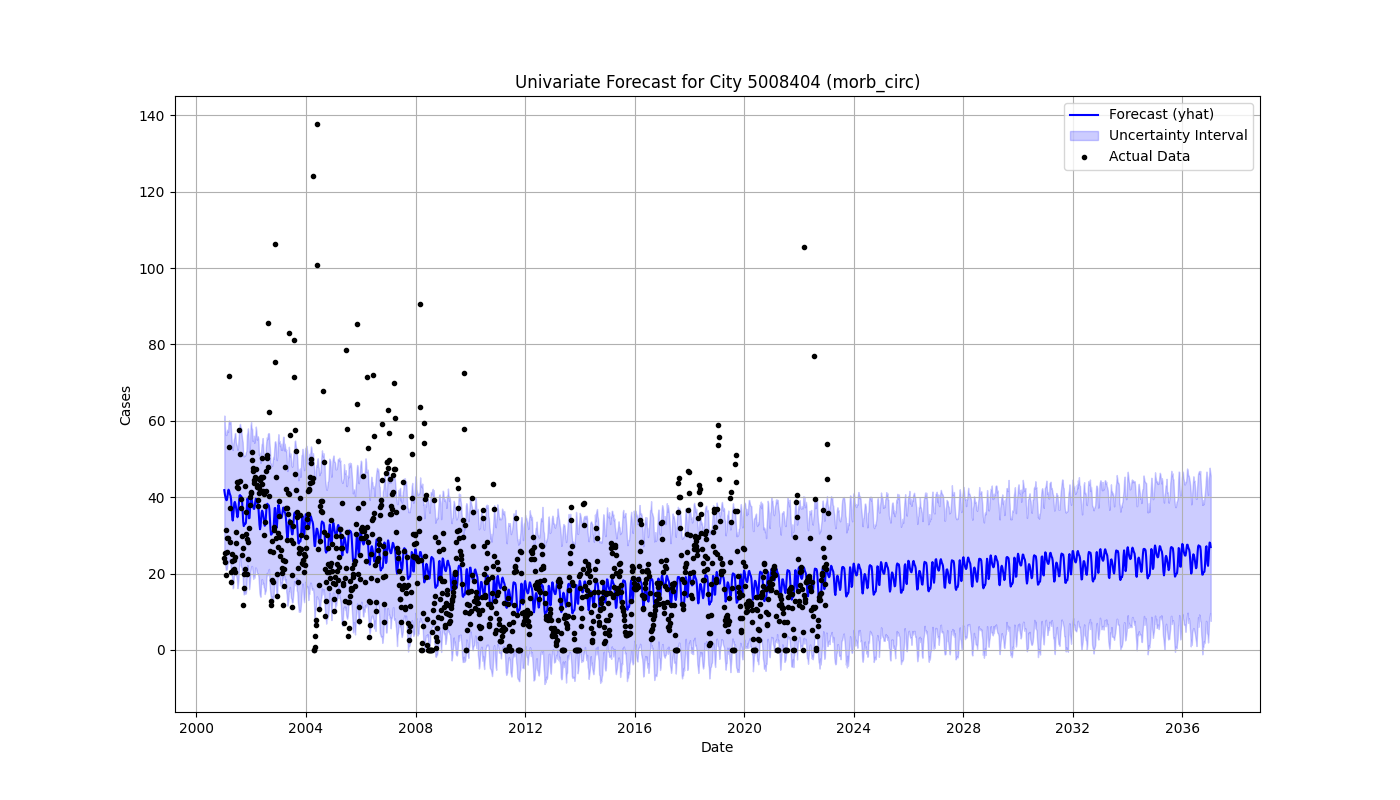 Univariate Forecast for City 5008404 (morb_circ)
Forecast (yhat)
Uncertainty Interval
Actual Data
Cases
140
120
100
80
60
40
20
0
2000 2004 2008 2012 2016 2020 2024 2028 2032 2036
Date